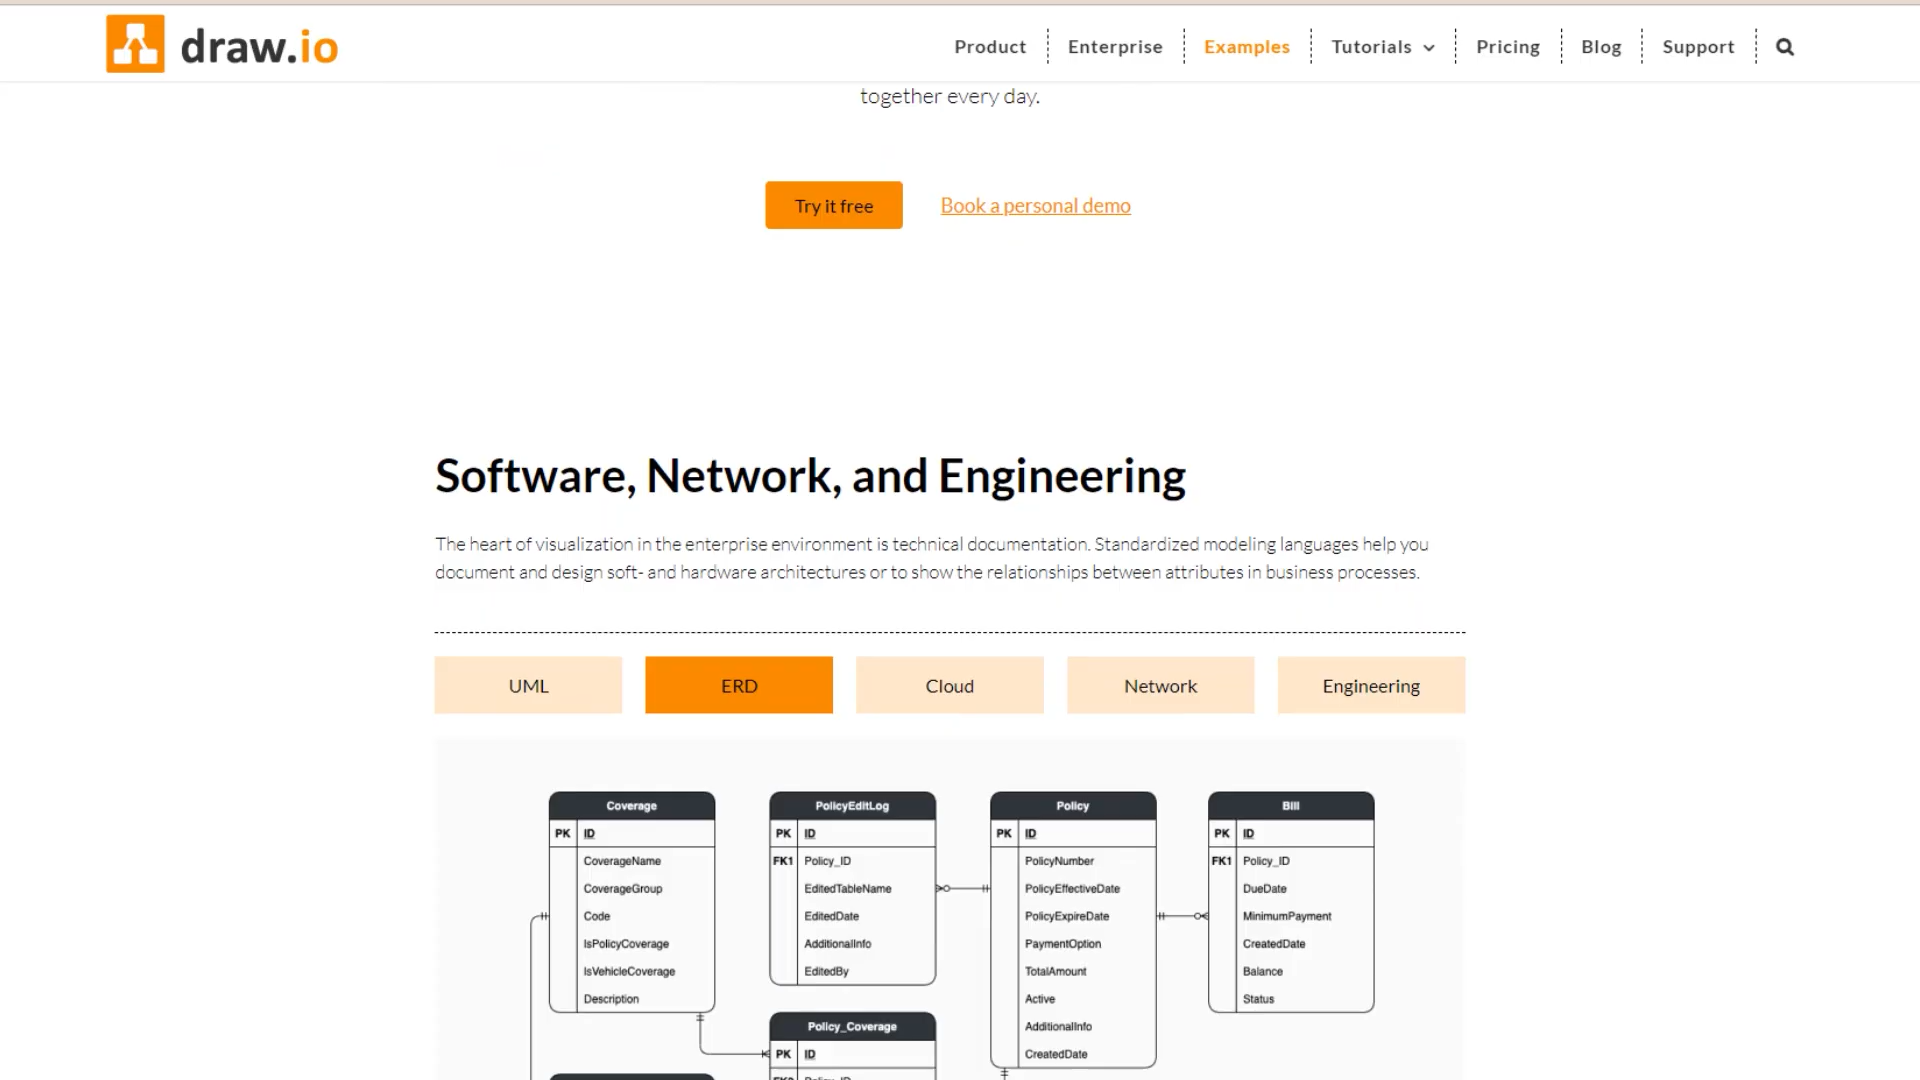 draw.io
Product
Enterprise
Examples
Tutorials
Pricing
Blog
Support
together every day.
Try it free
Book a personal demo
Software, Network, and Engineering
The heart of visualization in the enterprise environment is technical documentation. Standardized modeling languages help you
document and design soft- and hardware architectures or to show the relationships between attributes in business processes.
UML
ERD
Cloud
Network
Engineering
Coverage
PK ID
CoverageName
CoverageGroup
Code
IsPolicyCoverage
IsVehicleCoverage
Description
PolicyEditLog
PK ID
FK1 Policy_ID
EditedTableName
EditedDate
AdditionalInfo
EditedBy
Policy_Coverage
PK ID
Policy_ID
Policy
PK ID
PolicyNumber
PolicyEffectiveDate
PolicyExpireDate
PaymentOption
TotalAmount
Active
AdditionalInfo
CreatedDate
Bill
PK ID
FK1 Policy_ID
DueDate
MinimumPayment
CreatedDate
Balance
Status